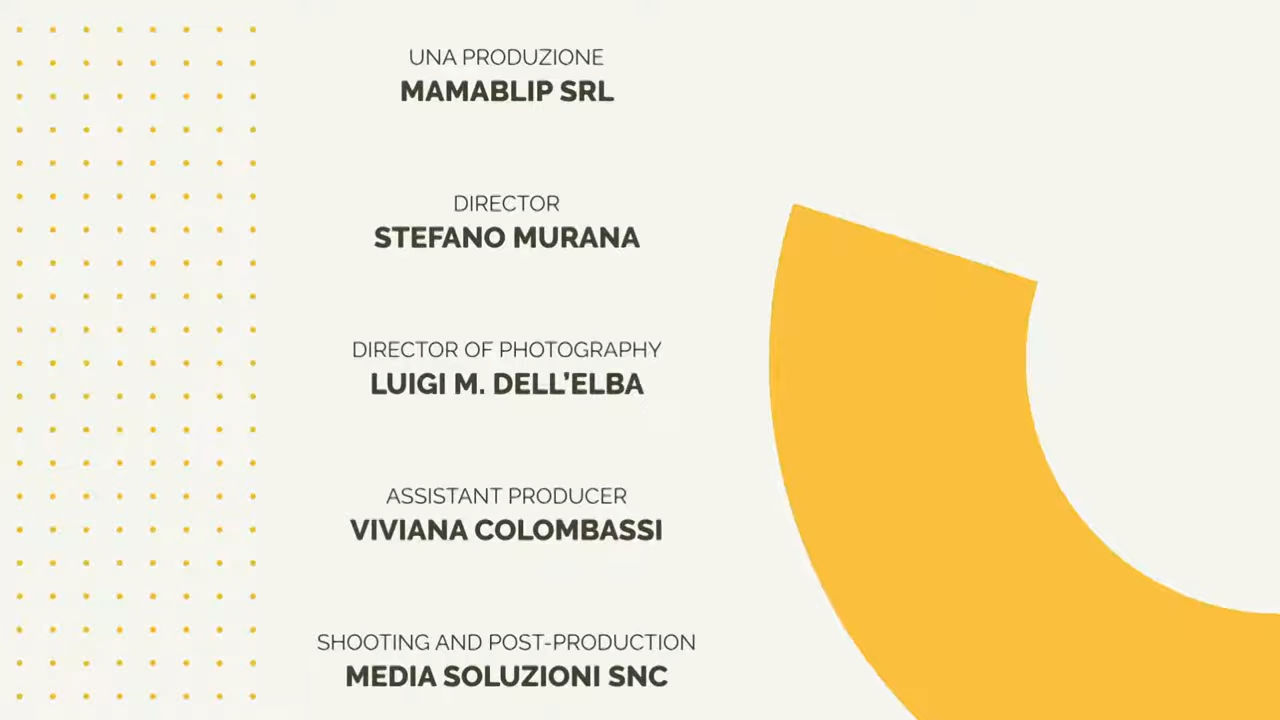 UNA PRODUZIONE
MAMABLIP SRL
DIRECTOR
STEFANO MURANA
DIRECTOR OF PHOTOGRAPHY
LUIGI M. DELL’ELBA
ASSISTANT PRODUCER
VIVIANA COLOMBASSI
SHOOTING AND POST-PRODUCTION
MEDIA SOLUZIONI SNC